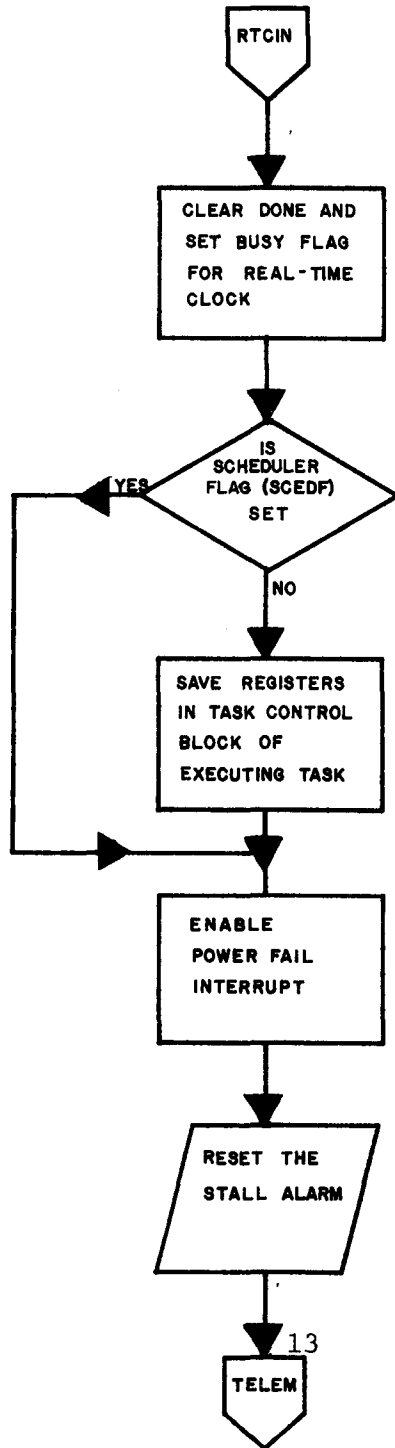 RTCIN
CLEAR DONE AND
SET BUSY FLAG
FOR REAL-TIME
CLOCK
IS
SCHEDULER
FLAG (SCEDF)
SET
YES
NO
SAVE REGISTERS
IN TASK CONTROL
BLOCK OF
EXECUTING TASK
ENABLE
POWER FAIL
INTERRUPT
RESET THE
STALL ALARM
13
TELEM